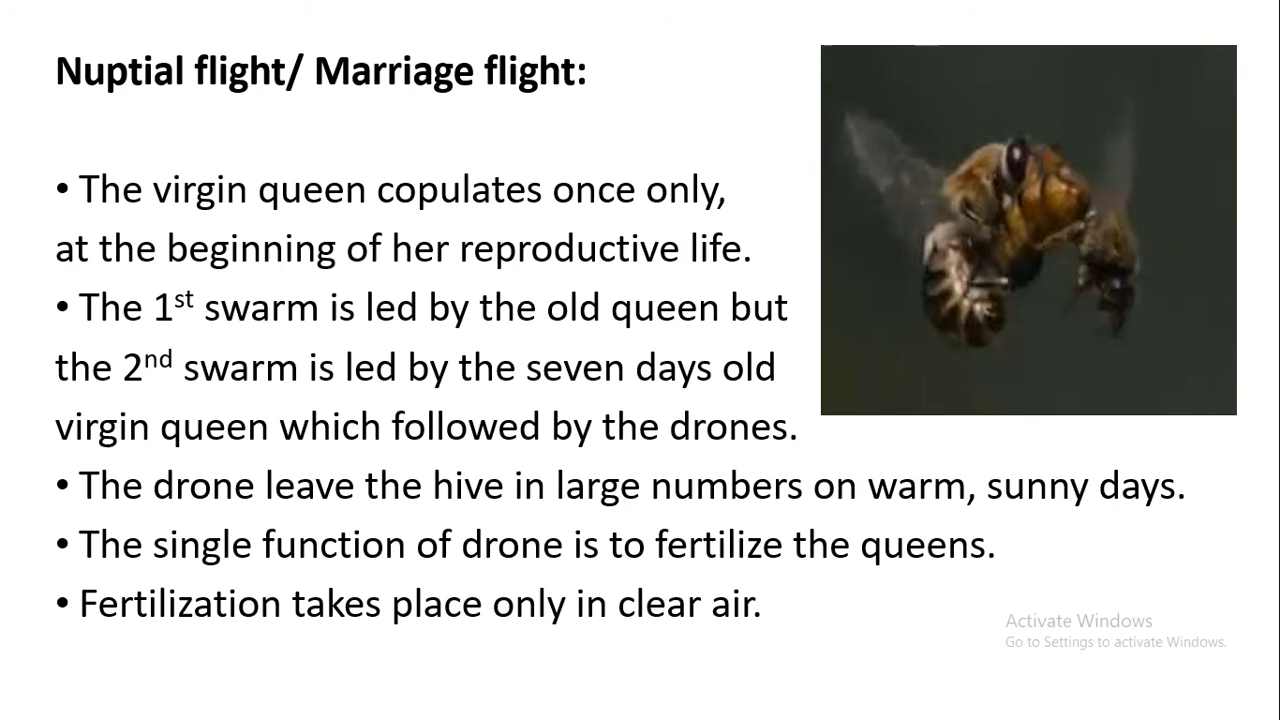 Nuptial flight/ Marriage flight:
• The virgin queen copulates once only,
at the beginning of her reproductive life.
• The 1st swarm is led by the old queen but
the 2nd swarm is led by the seven days old
virgin queen which followed by the drones.
• The drone leave the hive in large numbers on warm, sunny days.
• The single function of drone is to fertilize the queens.
• Fertilization takes place only in clear air.
Activate Windows
Go to Settings to activate Windows.